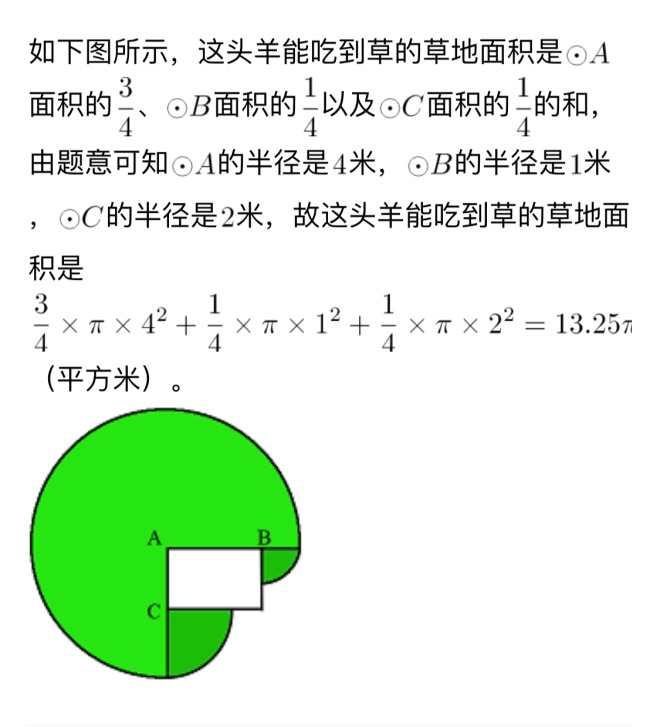 如下图所示，这头羊能吃到草的草地面积是⊙A
面积的3/4、⊙B面积的1/4以及⊙C面积的1/4的和，
由题意可知⊙A的半径是4米，⊙B的半径是1米
，⊙C的半径是2米，故这头羊能吃到草的草地面
积是
3/4 × π × 4² + 1/4 × π × 1² + 1/4 × π × 2² = 13.25π
（平方米）。
A B
C